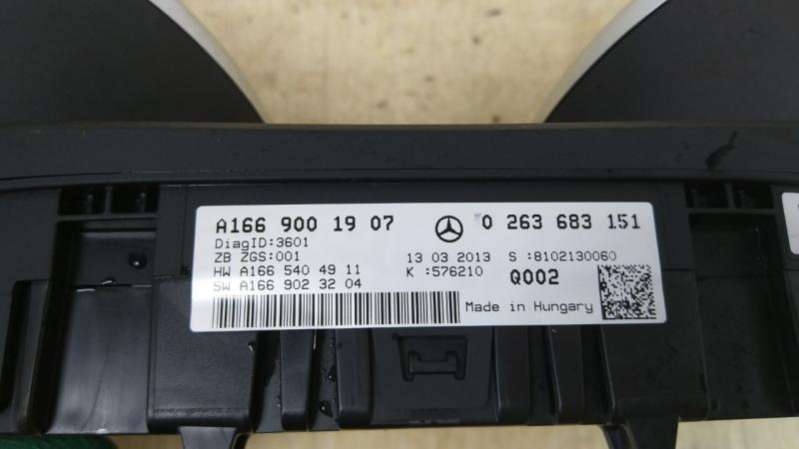 A166 900 19 07 0 263 683 151
DiagID:3601
ZB ZGS:001 13 03 2013 S :8102130060
HW A166 540 49 11 K :576210 Q002
SW A166 902 32 04
Made in Hungary